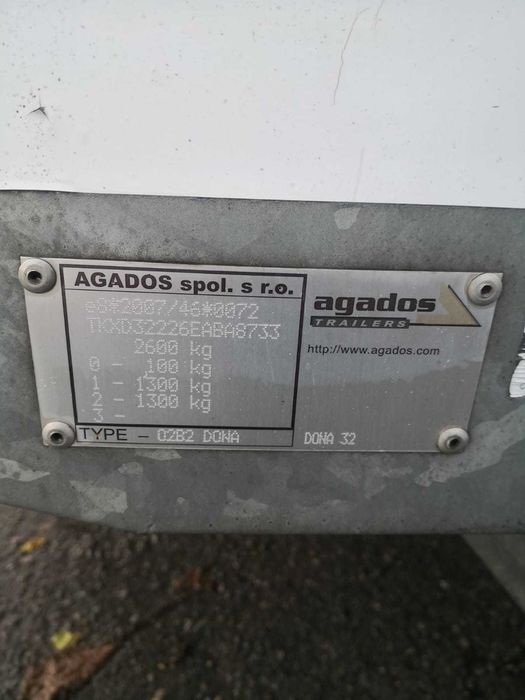 AGADOS spol. s r.o.
e8*2007/46*0072
TKXD32226EABA8733
2600 kg
0 - 100 kg
1 - 1300 kg
2 - 1300 kg
3 -
TYPE - 02B2 DONA
agados
TRAILERS
http://www.agados.com
DONA 32